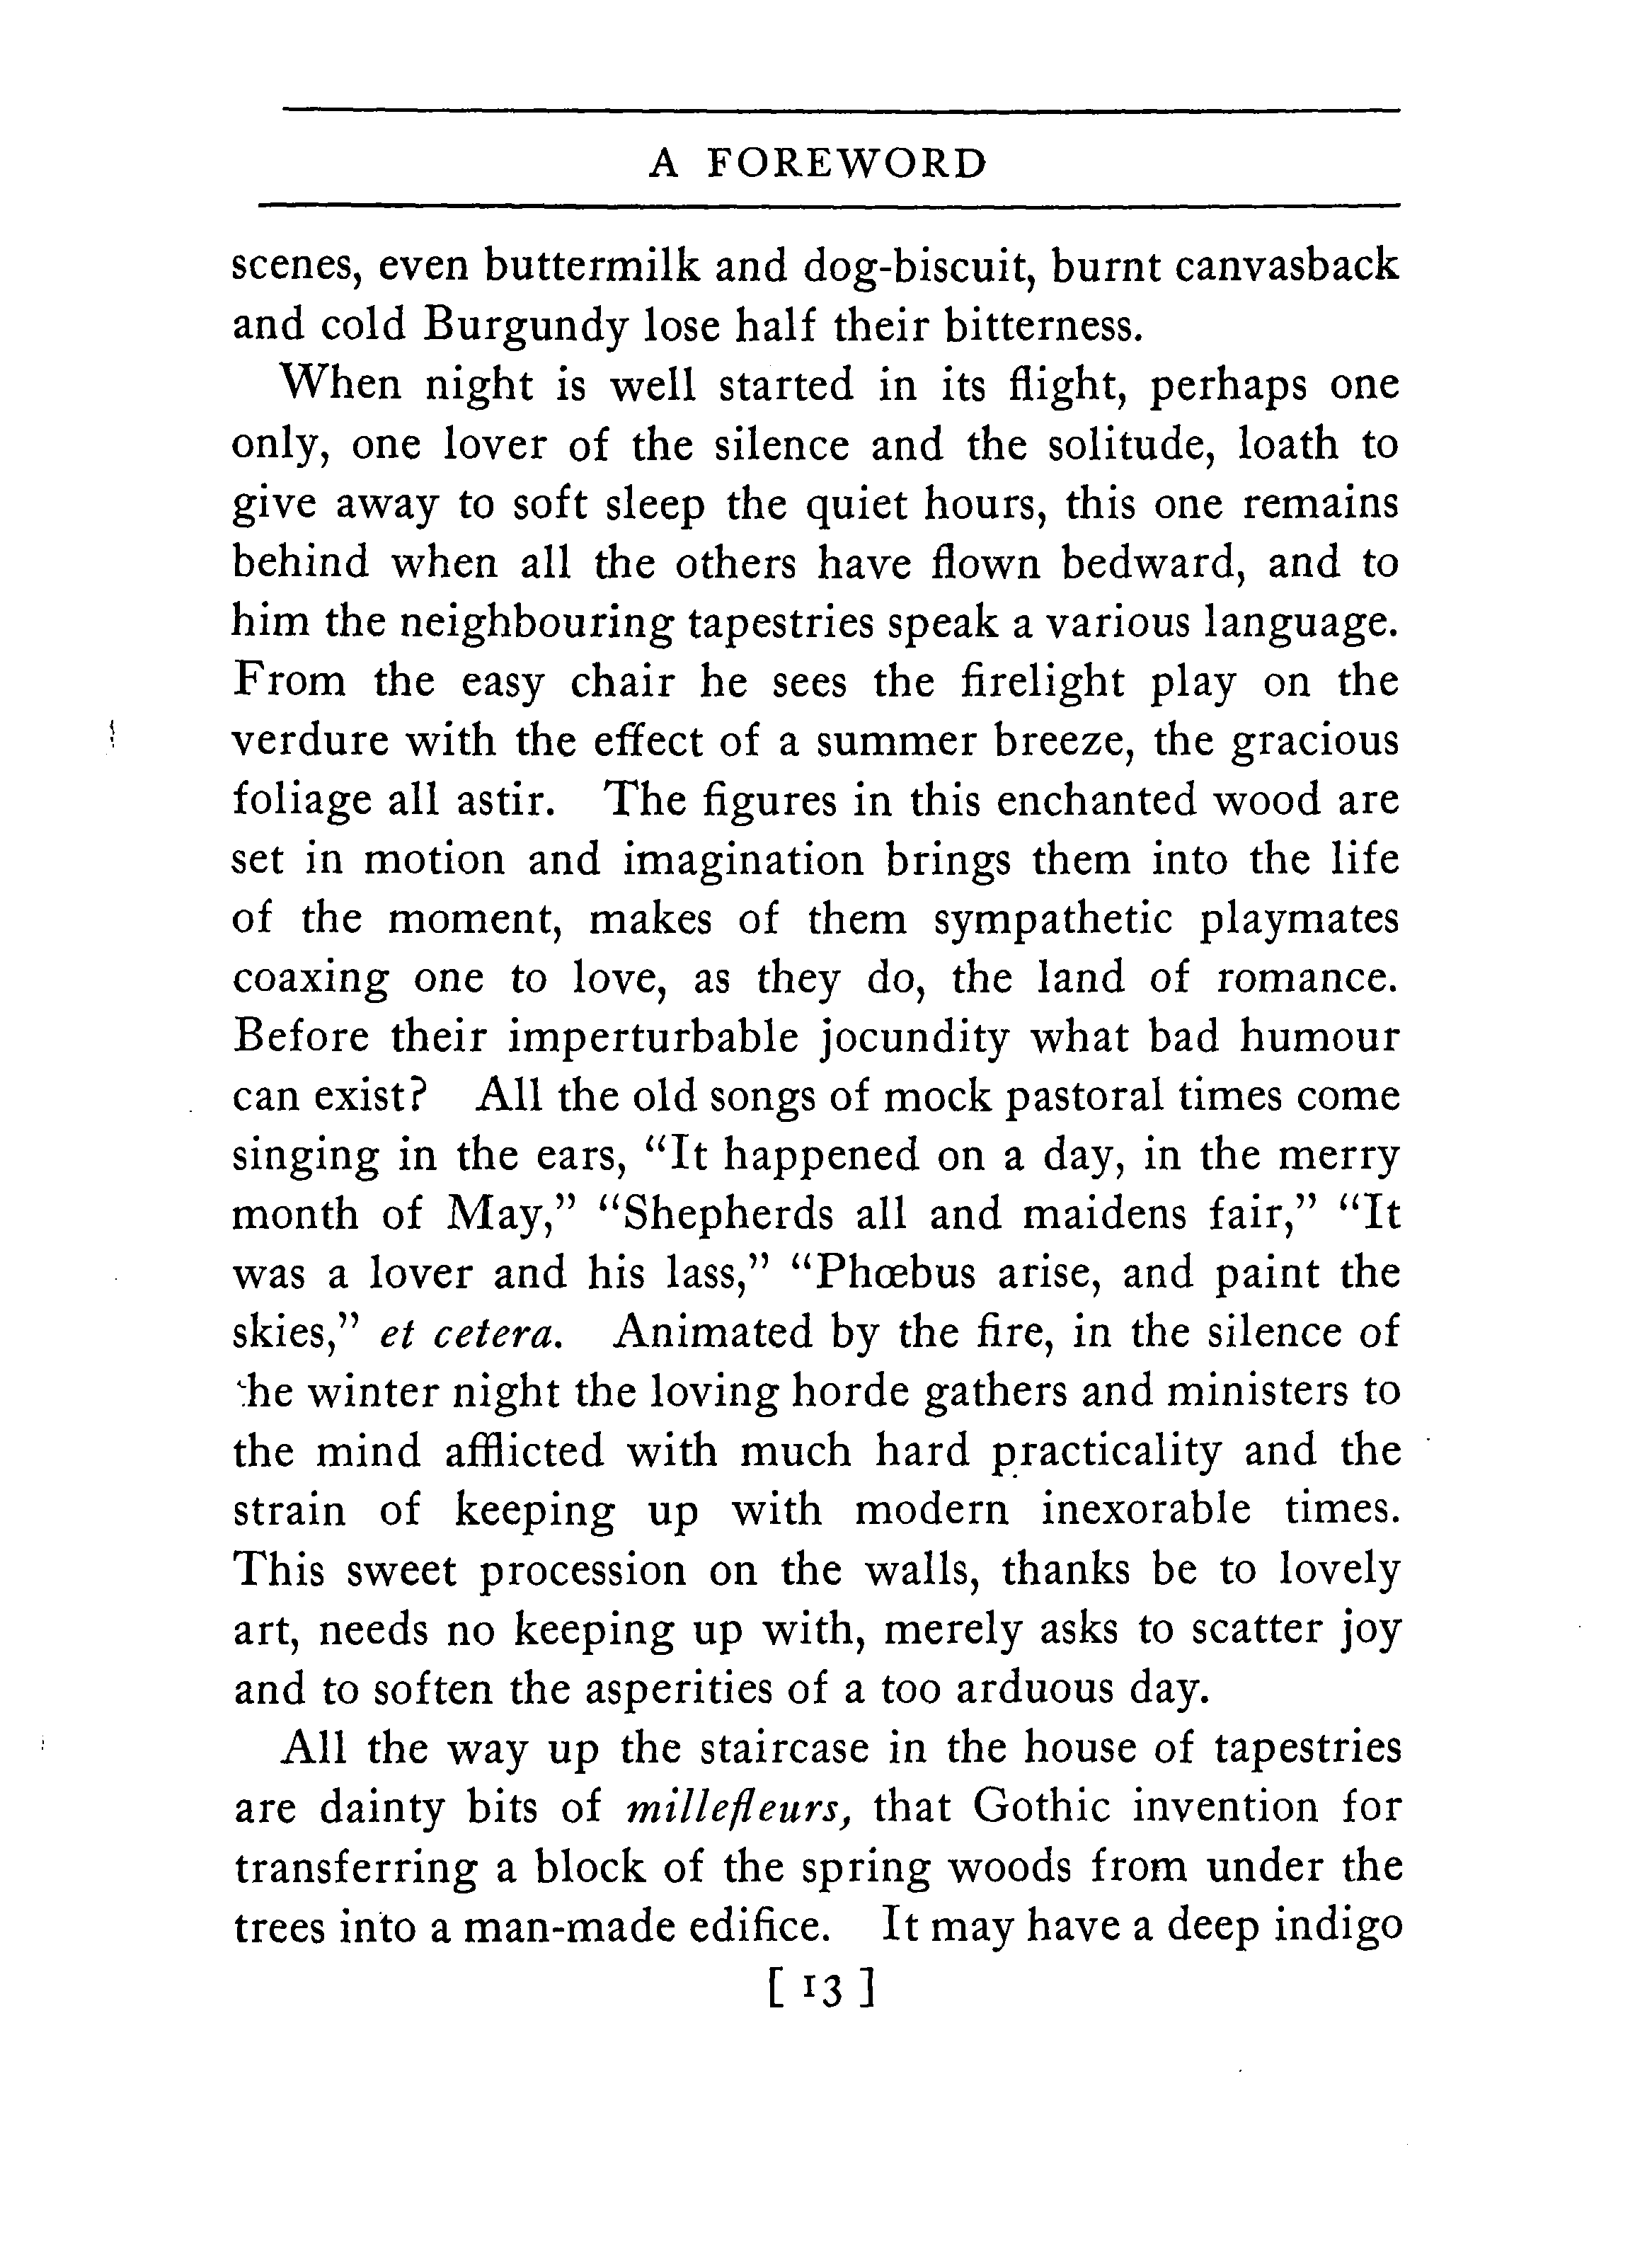 A FOREWORD
scenes, even buttermilk and dog-biscuit, burnt canvasback
and cold Burgundy lose half their bitterness.
When night is well started in its flight, perhaps one
only, one lover of the silence and the solitude, loath to
give away to soft sleep the quiet hours, this one remains
behind when all the others have flown bedward, and to
him the neighbouring tapestries speak a various language.
From the easy chair he sees the firelight play on the
verdure with the effect of a summer breeze, the gracious
foliage all astir. The figures in this enchanted wood are
set in motion and imagination brings them into the life
of the moment, makes of them sympathetic playmates
coaxing one to love, as they do, the land of romance.
Before their imperturbable jocundity what bad humour
can exist? All the old songs of mock pastoral times come
singing in the ears, “It happened on a day, in the merry
month of May,” “Shepherds all and maidens fair,” “It
was a lover and his lass,” “Phœbus arise, and paint the
skies,” et cetera. Animated by the fire, in the silence of
the winter night the loving horde gathers and ministers to
the mind afflicted with much hard practicality and the
strain of keeping up with modern inexorable times.
This sweet procession on the walls, thanks be to lovely
art, needs no keeping up with, merely asks to scatter joy
and to soften the asperities of a too arduous day.
All the way up the staircase in the house of tapestries
are dainty bits of millefleurs, that Gothic invention for
transferring a block of the spring woods from under the
trees into a man-made edifice. It may have a deep indigo
[ 13 ]